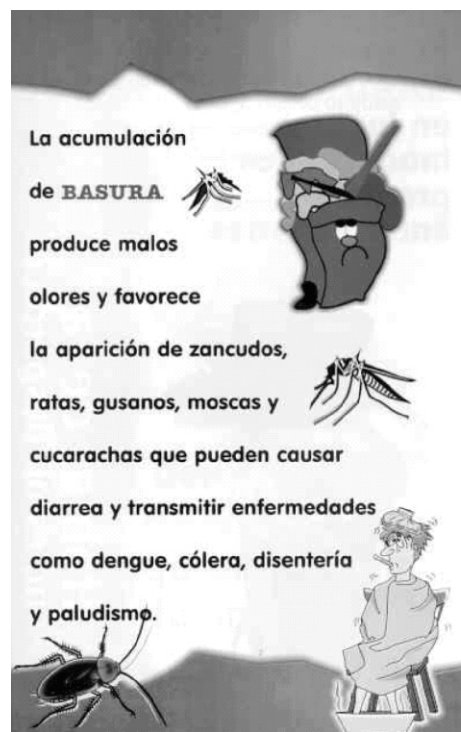 La acumulación
de BASURA
produce malos
olores y favorece
la aparición de zancudos,
ratas, gusanos, moscas y
cucarachas que pueden causar
diarrea y transmitir enfermedades
como dengue, cólera, disentería
y paludismo.